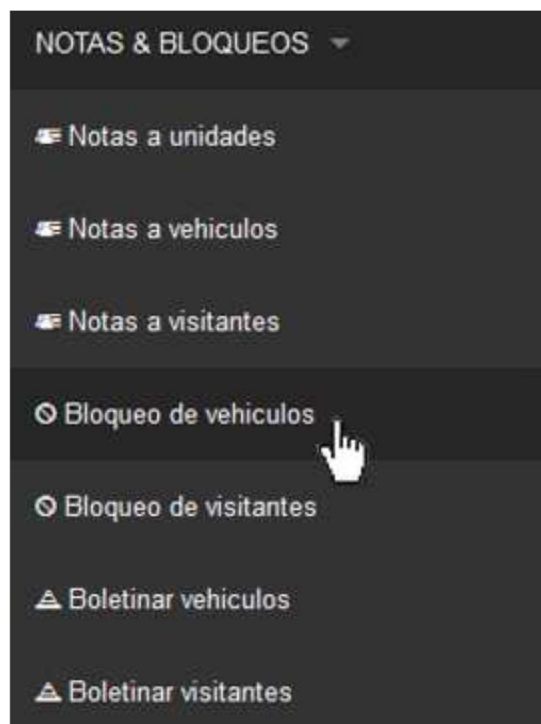 NOTAS & BLOQUEOS
Notas a unidades
Notas a vehiculos
Notas a visitantes
Bloqueo de vehiculos
Bloqueo de visitantes
Boletinar vehiculos
Boletinar visitantes